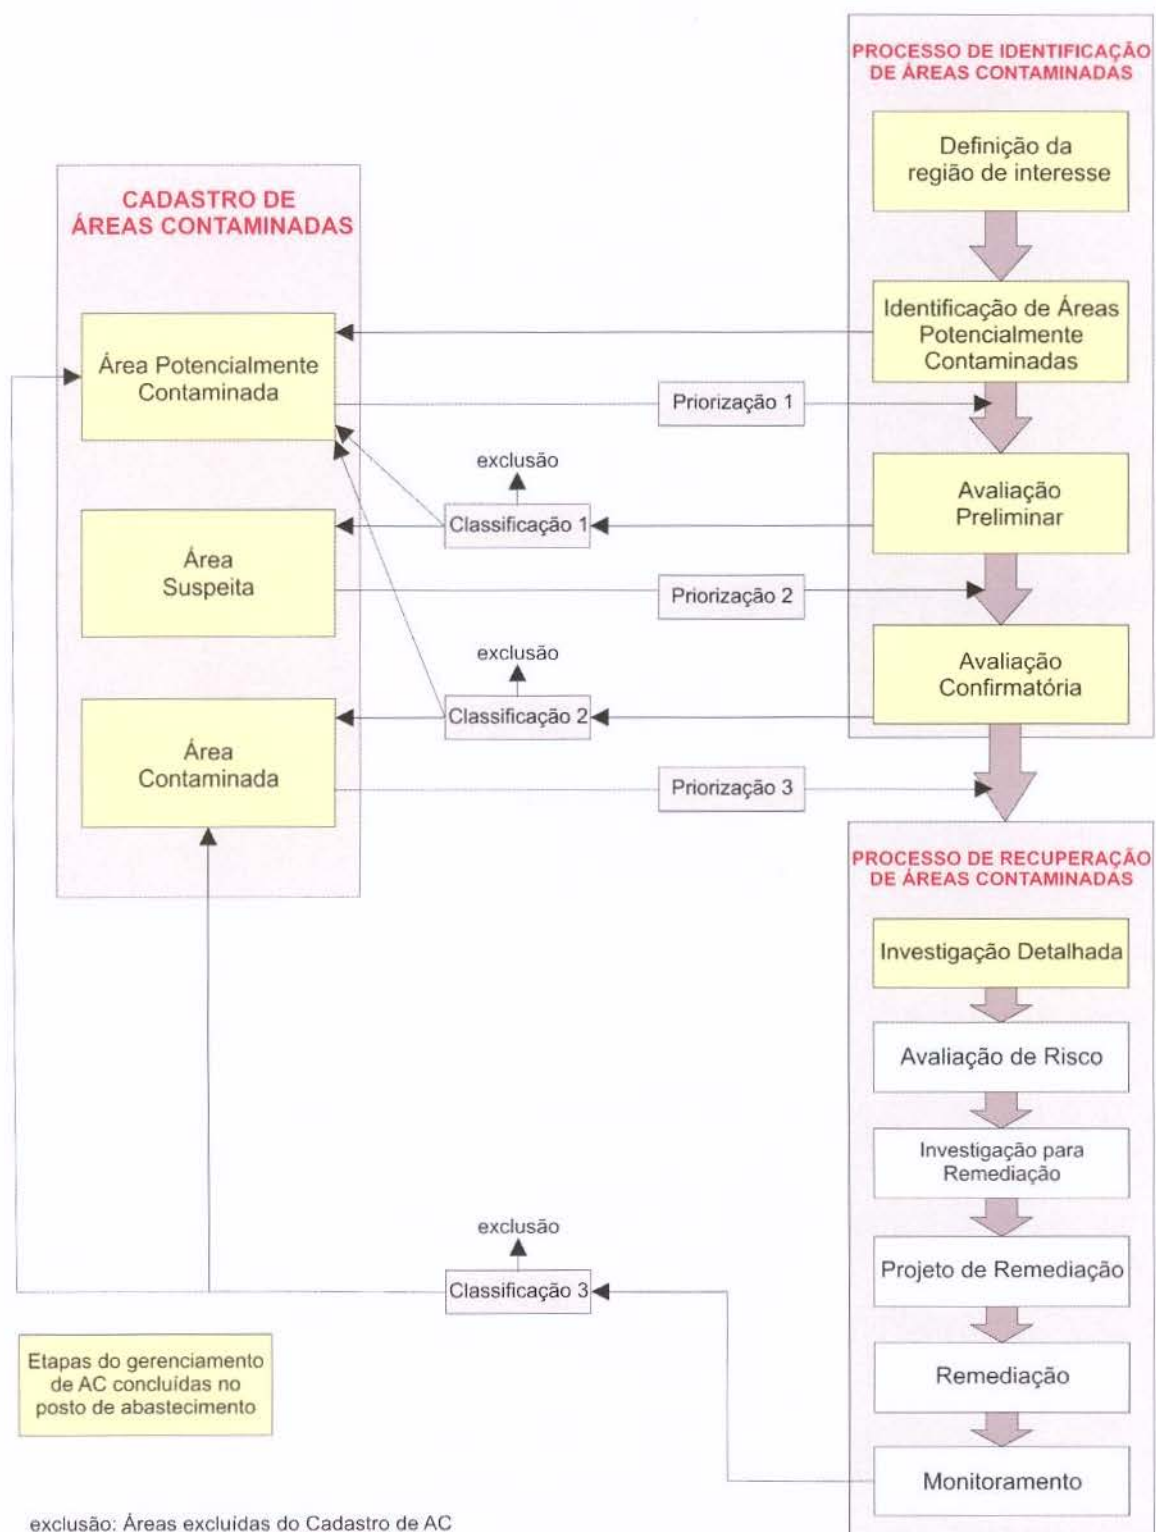 PROCESSO DE IDENTIFICAÇÃO
DE ÁREAS CONTAMINADAS
Definição da
região de interesse
CADASTRO DE
ÁREAS CONTAMINADAS
Identificação de Áreas
Potencialmente
Contaminadas
Área Potencialmente
Contaminada
Priorização 1
exclusão
Classificação 1
Avaliação
Preliminar
Área
Suspeita
Priorização 2
exclusão
Classificação 2
Avaliação
Confirmatória
Área
Contaminada
Priorização 3
PROCESSO DE RECUPERAÇÃO
DE ÁREAS CONTAMINADAS
Investigação Detalhada
Avaliação de Risco
Investigação para
Remediação
exclusão
Classificação 3
Projeto de Remediação
Etapas do gerenciamento
de AC concluídas no
posto de abastecimento
Remediação
Monitoramento
exclusão: Áreas excluídas do Cadastro de AC